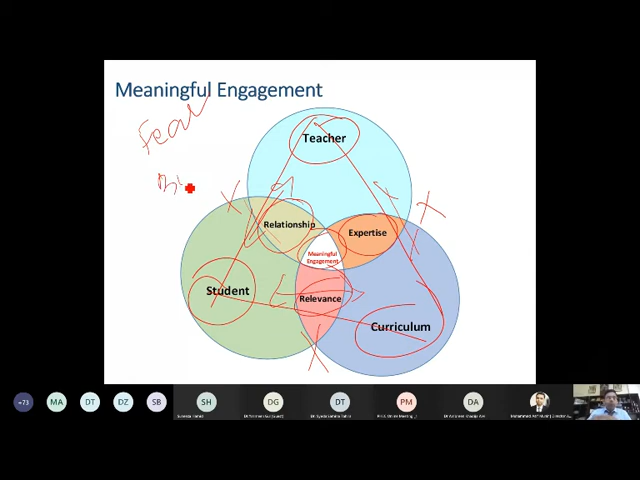 Meaningful Engagement
Fear
Teacher
Relationship
Expertise
Meaningful
Engagement
Student
Relevance
Curriculum
+73
MA
DT
DZ
SB
SH
DG
DT
PM
DA